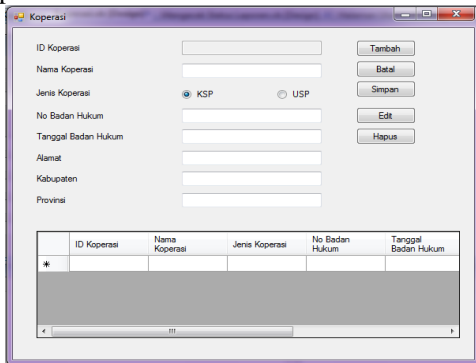 Koperasi
ID Koperasi
Tambah
Nama Koperasi
Batal
Jenis Koperasi
KSP
USP
Simpan
No Badan Hukum
Edit
Tanggal Badan Hukum
Hapus
Alamat
Kabupaten
Provinsi
ID Koperasi
Nama
Koperasi
Jenis Koperasi
No Badan
Hukum
Tanggal
Badan Hukum